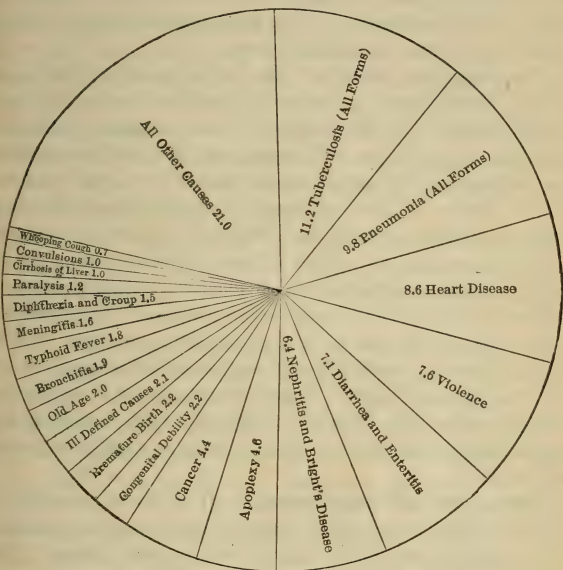 11.2 Tuberculosis (All Forms)
9.8 Pneumonia (All Forms)
8.6 Heart Disease
7.6 Violence
7.1 Diarrhea and Enteritis
6.4 Nephritis and Bright's Disease
Apoplexy 4.6
Cancer 4.4
Congenital Debility 2.2
Premature Birth 2.2
Ill Defined Causes 2.1
Old Age 2.0
Bronchitis 1.9
Typhoid Fever 1.8
Meningitis 1.6
Diphtheria and Croup 1.5
Paralysis 1.2
Cirrhosis of Liver 1.0
Convulsions 1.0
Whooping Cough 0.7
All Other Causes 21.0